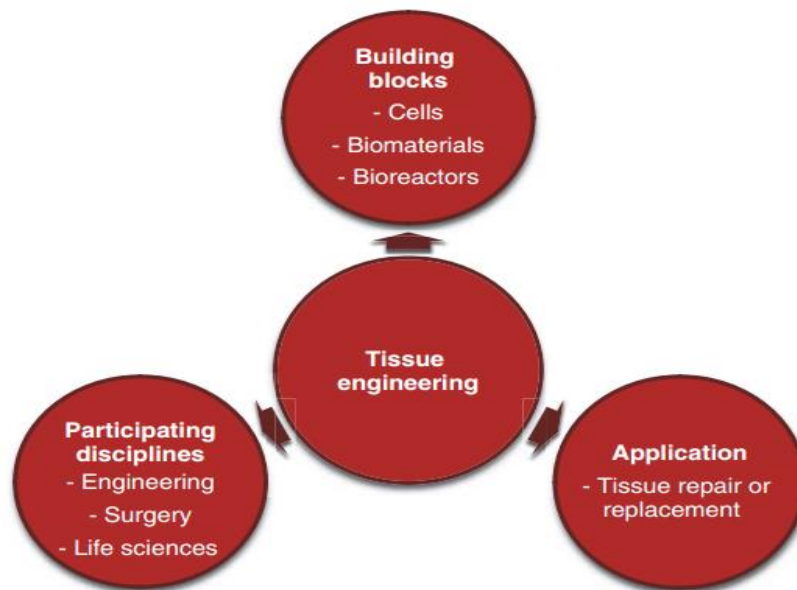 Building
blocks
- Cells
- Biomaterials
- Bioreactors
Tissue
engineering
Participating
disciplines
- Engineering
- Surgery
- Life sciences
Application
- Tissue repair or
replacement